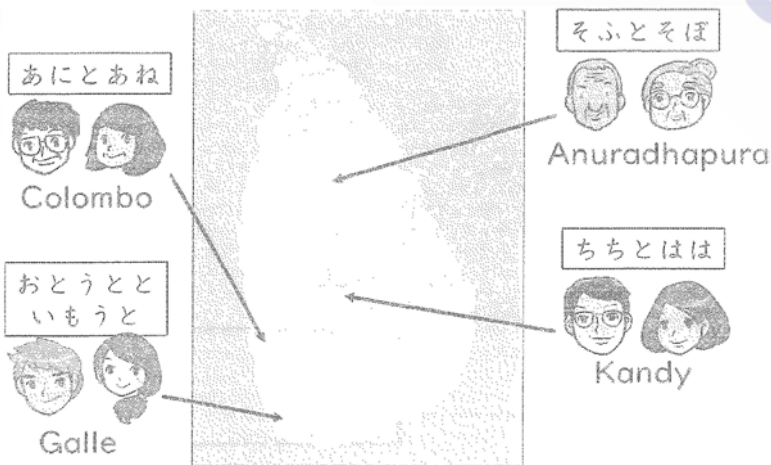 あにとあね
Colombo
おとうとと
いもうと
Galle
そふとそぼ
Anuradhapura
ちちとはは
Kandy